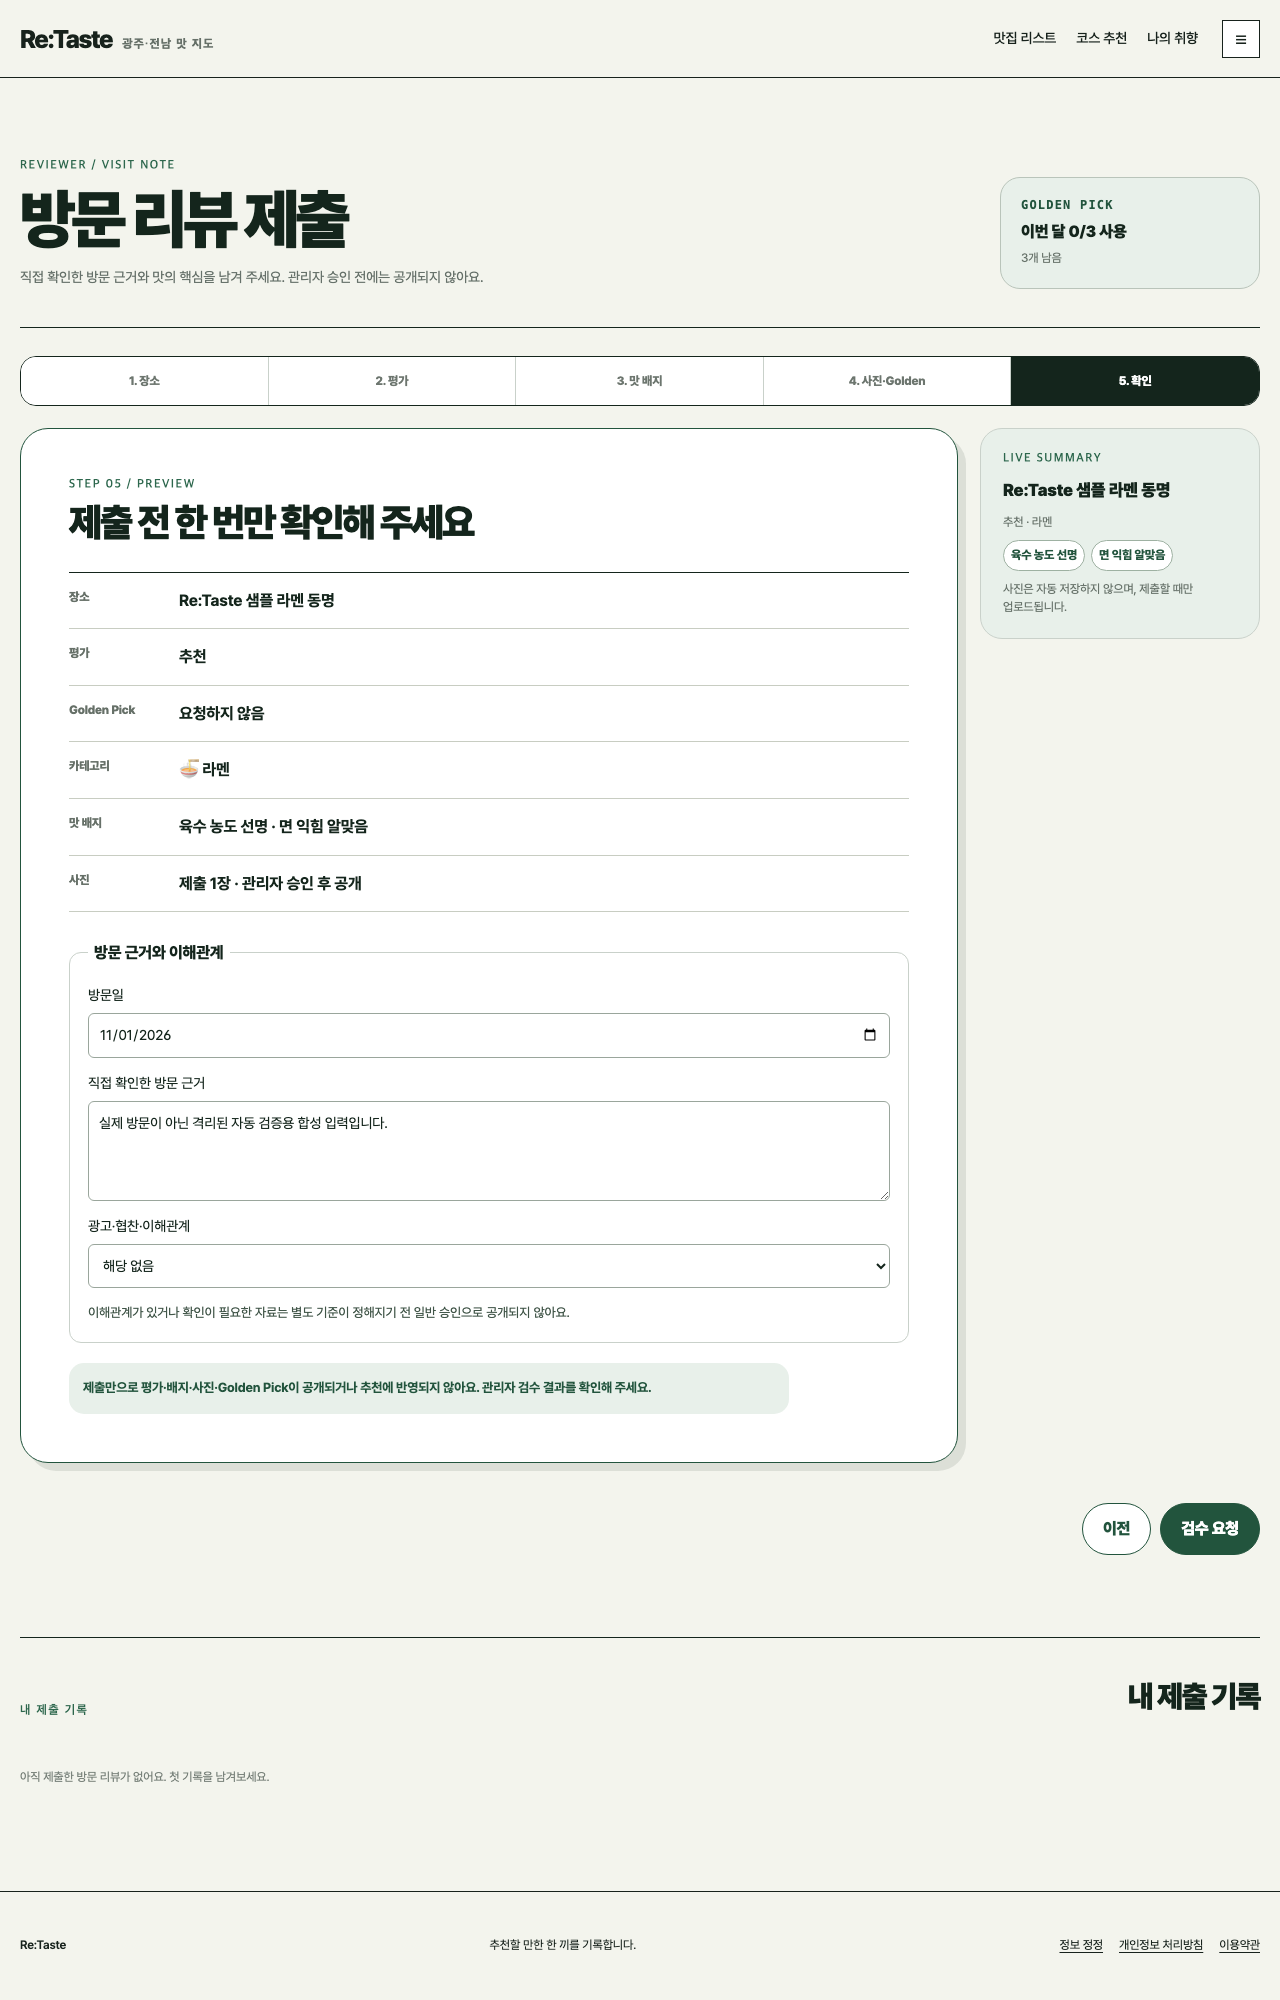 Re:Taste 광주·전남 맛 지도
맛집 리스트 코스 추천 나의 취향
REVIEWER / VISIT NOTE
방문 리뷰 제출
직접 확인한 방문 근거와 맛의 핵심을 남겨 주세요. 관리자 승인 전에는 공개되지 않아요.
GOLDEN PICK
이번 달 0/3 사용
3개 남음
1. 장소
2. 평가
3. 맛 배지
4. 사진·Golden
5. 확인
STEP 05 / PREVIEW
제출 전 한 번만 확인해 주세요
장소 Re:Taste 샘플 라멘 동명
평가 추천
Golden Pick 요청하지 않음
카테고리 🍜 라멘
맛 배지 육수 농도 선명 · 면 익힘 알맞음
사진 제출 1장 · 관리자 승인 후 공개
방문 근거와 이해관계
방문일
11/01/2026
직접 확인한 방문 근거
실제 방문이 아닌 격리된 자동 검증용 합성 입력입니다.
광고·협찬·이해관계
해당 없음
이해관계가 있거나 확인이 필요한 자료는 별도 기준이 정해지기 전 일반 승인으로 공개되지 않아요.
제출만으로 평가·배지·사진·Golden Pick이 공개되거나 추천에 반영되지 않아요. 관리자 검수 결과를 확인해 주세요.
LIVE SUMMARY
Re:Taste 샘플 라멘 동명
추천 · 라멘
육수 농도 선명 면 익힘 알맞음
사진은 자동 저장하지 않으며, 제출할 때만
업로드됩니다.
이전 검수 요청
내 제출 기록
내 제출 기록
아직 제출한 방문 리뷰가 없어요. 첫 기록을 남겨보세요.
Re:Taste
추천할 만한 한 끼를 기록합니다.
정보 정정 개인정보 처리방침 이용약관